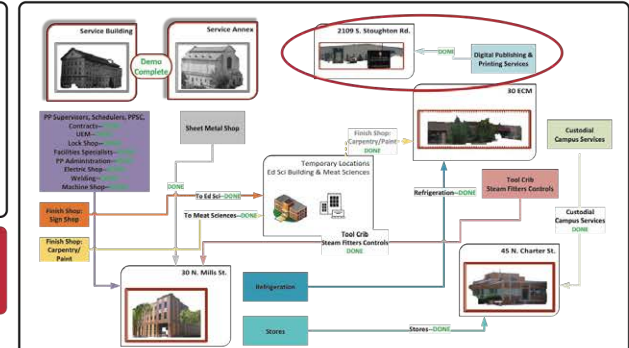 Service Building
Service Annex
Demo
Complete
2109 S. Stoughton Rd.
DONE
Digital Publishing &
Printing Services
30 ECM
PP Supervisors, Schedulers, PPSC,
Contracts--
UEM--
Lock Shop--
Facilities Specialists--
PP Administration--
Electric Shop--
Welding--
Machine Shop--
Sheet Metal Shop
Finish Shop:
Carpentry/Paint-
DONE
Custodial
Campus Services
Temporary Locations
Ed Sci Building & Meat Sciences
DONE
To Ed Sci--DONE
Refrigeration--DONE
Tool Crib
Steam Fitters Controls
Finish Shop:
Sign Shop
To Meat Sciences--DONE
Tool Crib
Steam Fitters Controls
DONE
Custodial
Campus Services
DONE
Finish Shop:
Carpentry/
Paint
30 N. Mills St.
45 N. Charter St.
Refrigeration
Stores
Stores--DONE